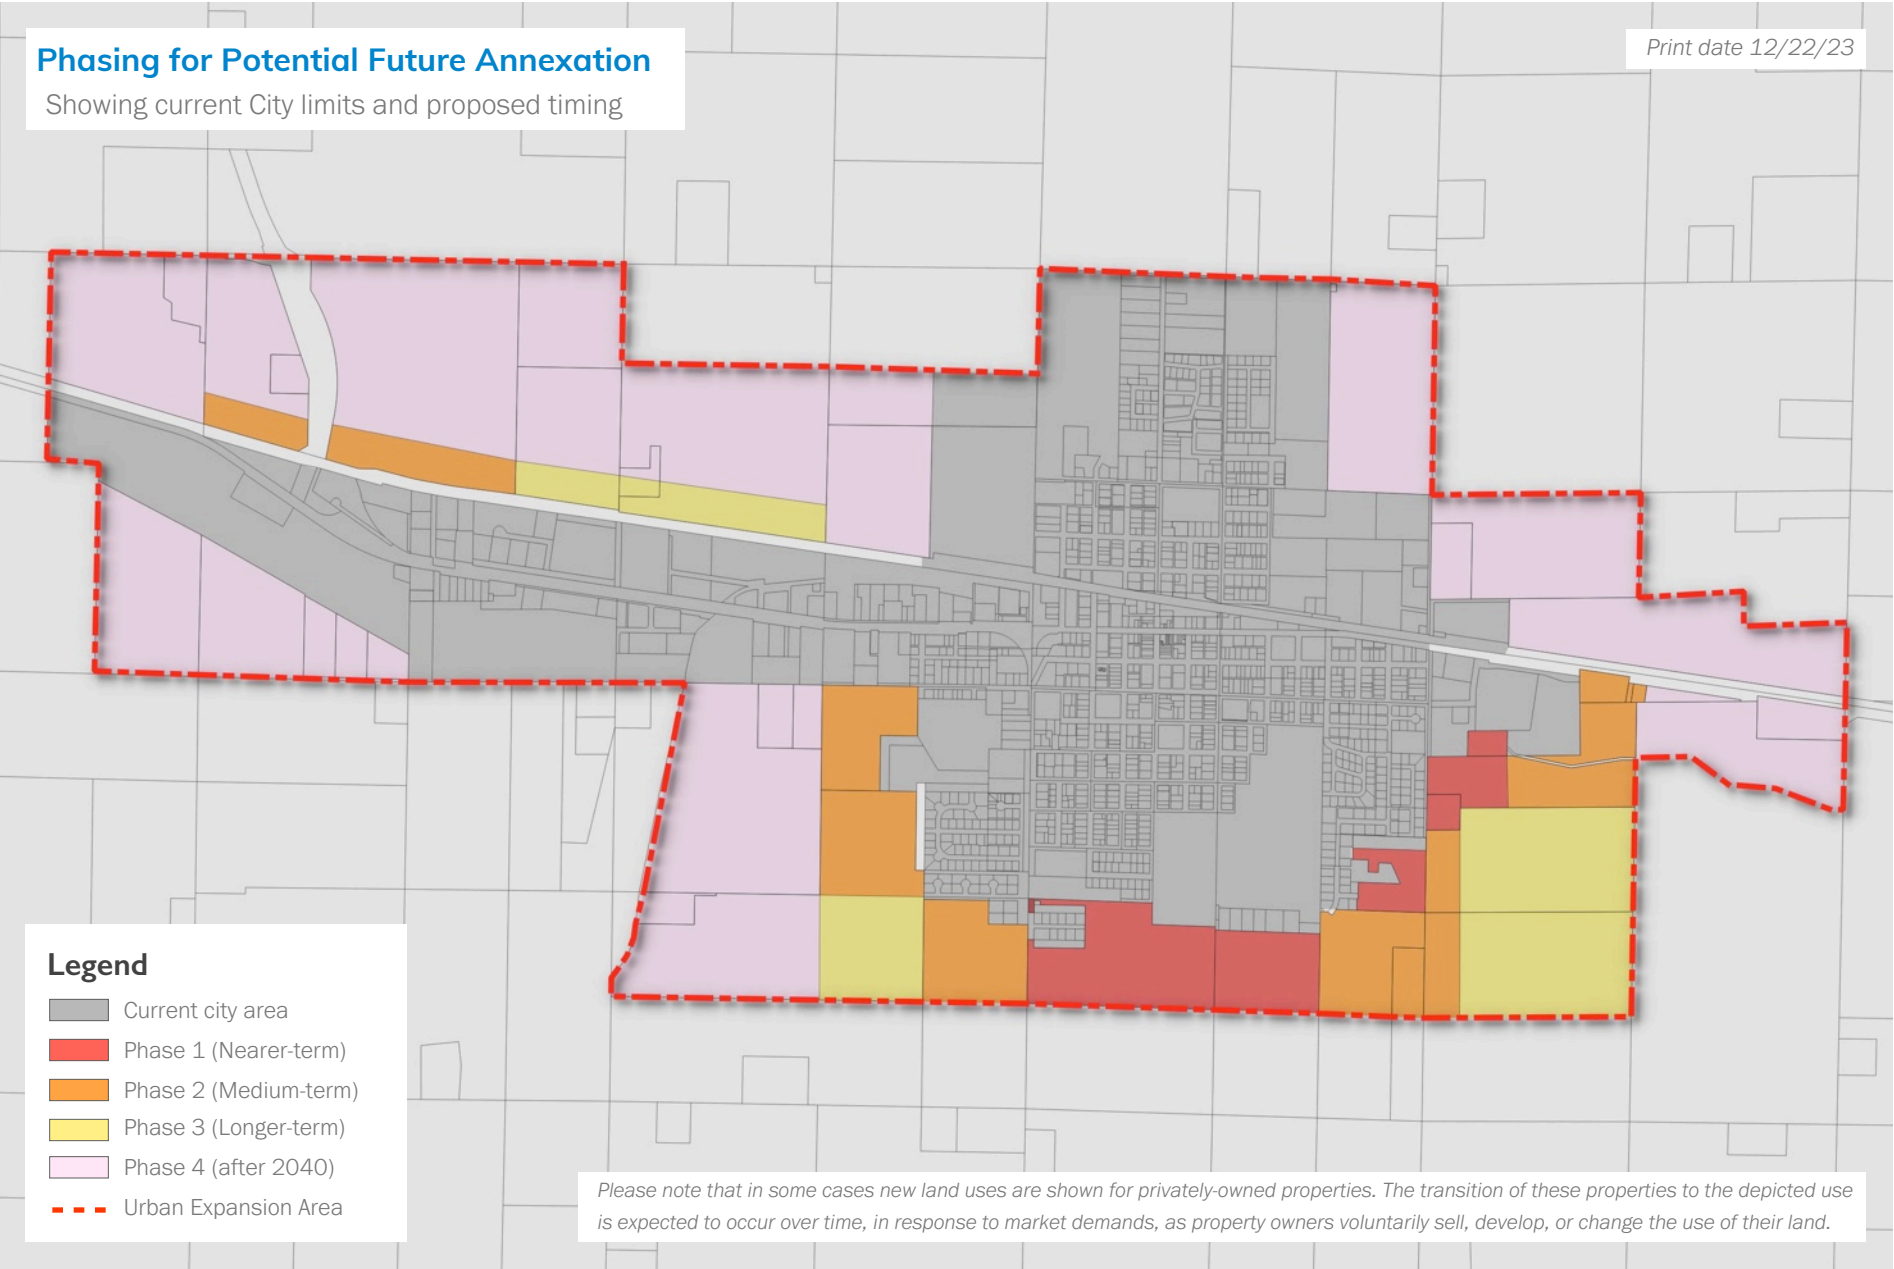 Phasing for Potential Future Annexation
Showing current City limits and proposed timing
Print date 12/22/23
Legend
Current city area
Phase 1 (Nearer-term)
Phase 2 (Medium-term)
Phase 3 (Longer-term)
Phase 4 (after 2040)
Urban Expansion Area
Please note that in some cases new land uses are shown for privately-owned properties. The transition of these properties to the depicted use
is expected to occur over time, in response to market demands, as property owners voluntarily sell, develop, or change the use of their land.